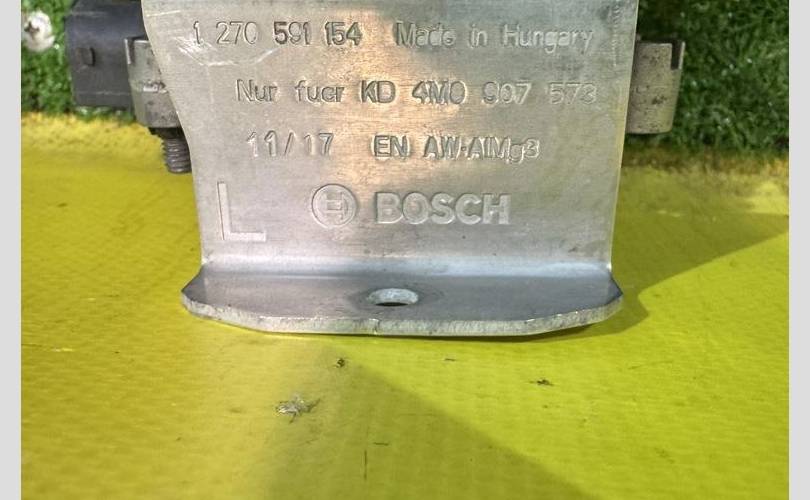 1 270 591 154 Made in Hungary
Nur fuer KD 4M0 907 573
11/17 EN AW-AlMg3
L BOSCH